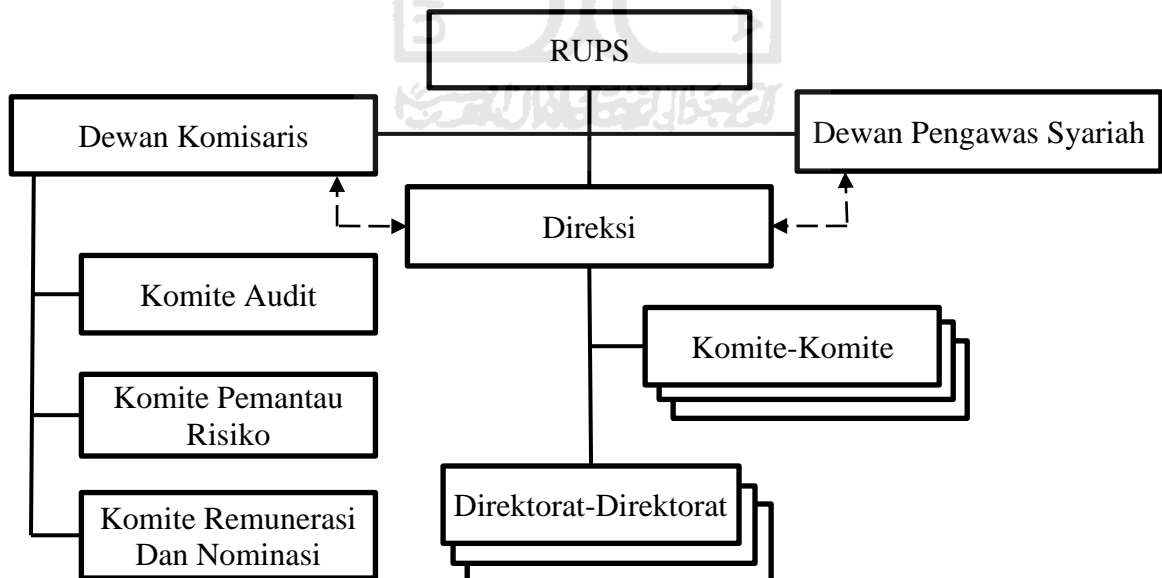 RUPS
Dewan Komisaris
Dewan Pengawas Syariah
Direksi
Komite Audit
Komite-Komite
Komite Pemantau
Risiko
Direktorat-Direktorat
Komite Remunerasi
Dan Nominasi